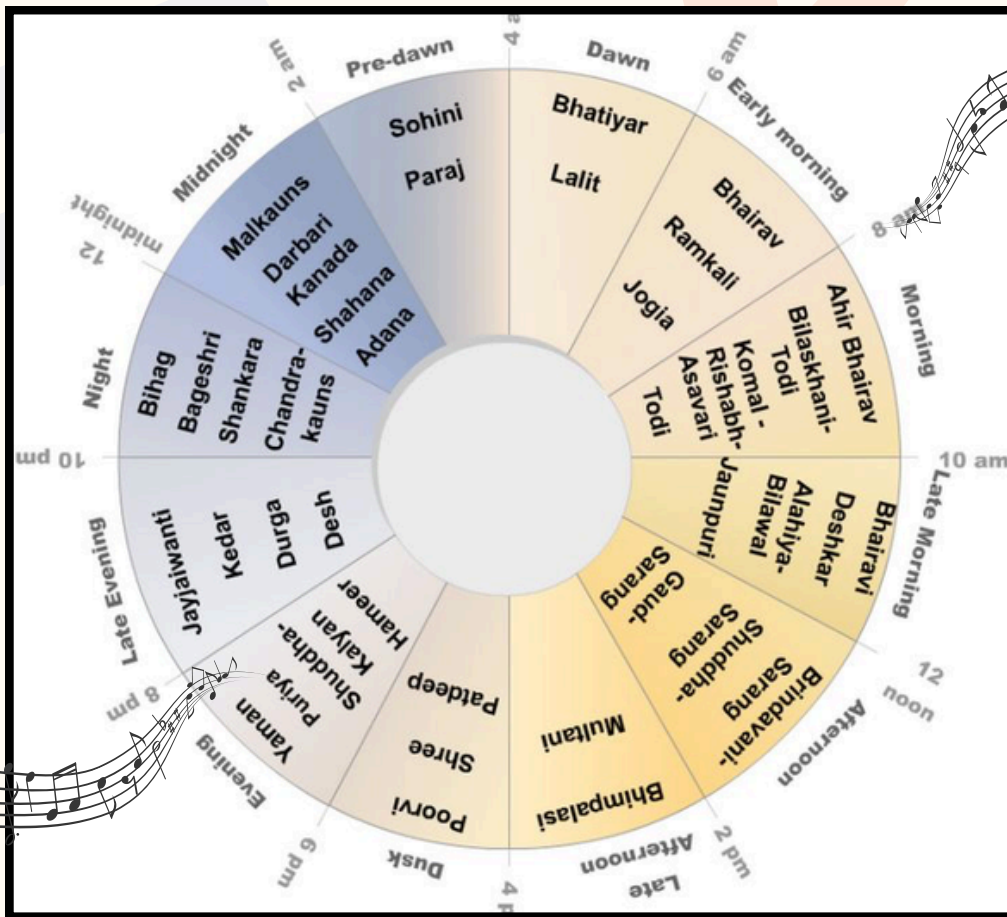 4 a
Dawn
Bhatiyar
Lalit
6 am
Early morning
Bhairav
Ramkali
Jogia
8 am
Morning
Ahir Bhairav
Bilaskhani-
Todi
Komal -
Rishabh-
Asavari
Todi
10 am
Late Morning
Bhairavi
Deshkar
Alahiya-
Bilawal
Jaunpuri
12
noon
Afternoon
Brindavani-
Sarang
Shuddha-
Sarang
Gaud-
Sarang
2 pm
Late
Afternoon
Bhimpalasi
Multani
4 p
Dusk
Poorvi
Shree
Patdeep
6 pm
Evening
Yaman
Puriya
Shuddha-
Kalyan
Hameer
8 pm
Late Evening
Jayjaiwanti
Kedar
Durga
Desh
10 pm
Night
Bihag
Bageshri
Shankara
Chandra-
kauns
12
midnight
Midnight
Malkauns
Darbari
Kanada
Shahana
Adana
2 am
Pre-dawn
Sohini
Paraj